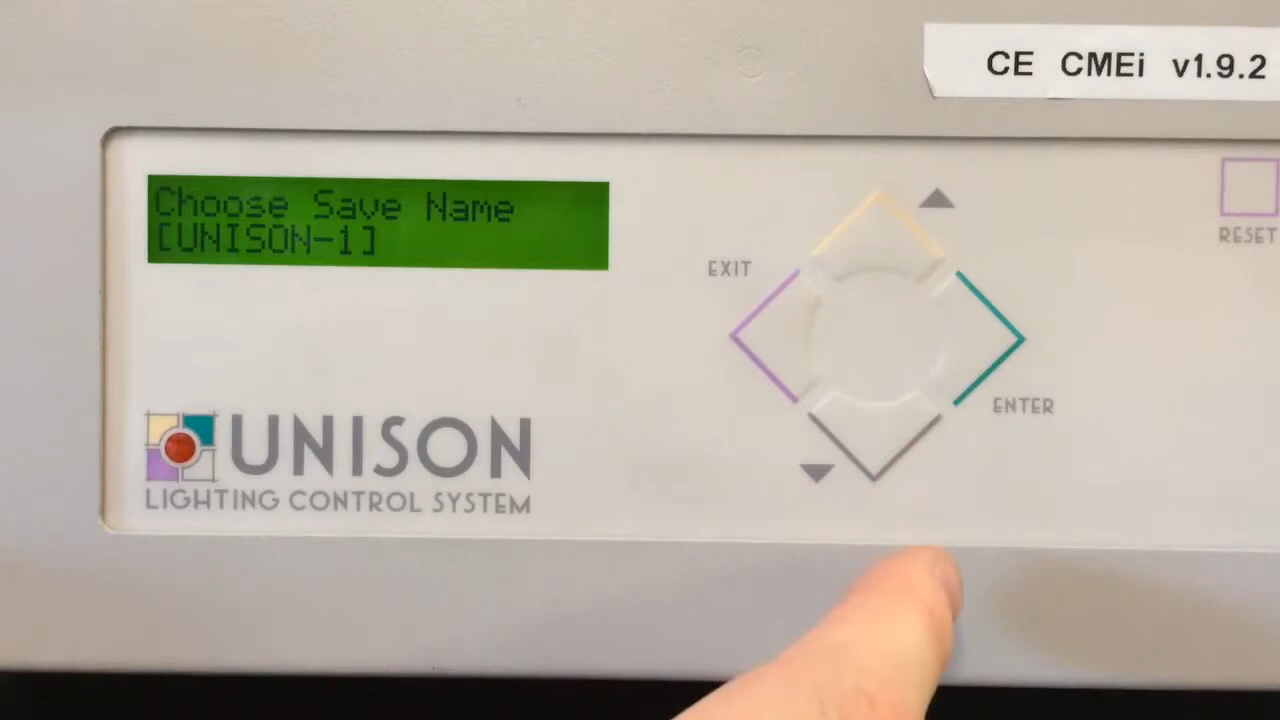 CE CMEi v1.9.2
Choose Save Name
[UNISON-1]
EXIT
RESET
ENTER
UNISON
LIGHTING CONTROL SYSTEM